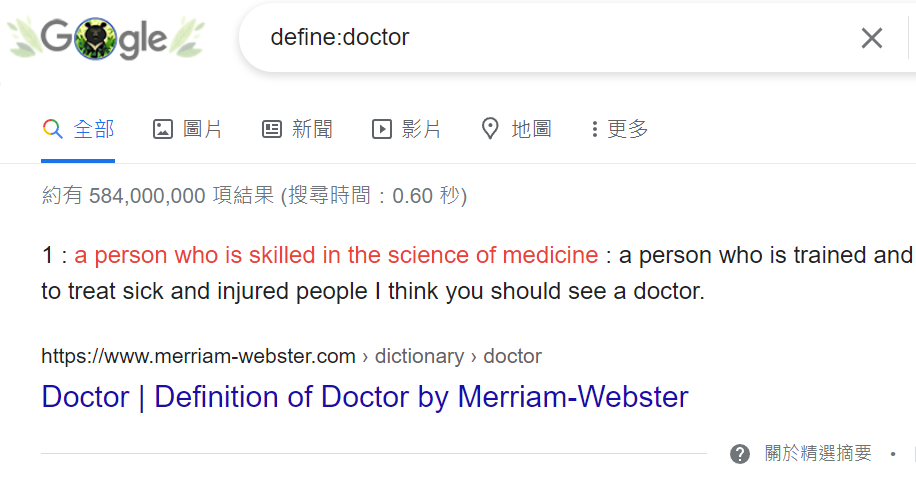 Google
define:doctor
全部 圖片 新聞 影片 地圖 更多
約有 584,000,000 項結果 (搜尋時間：0.60 秒)
1 : a person who is skilled in the science of medicine : a person who is trained and
to treat sick and injured people I think you should see a doctor.
https://www.merriam-webster.com › dictionary › doctor
Doctor | Definition of Doctor by Merriam-Webster
關於精選摘要 •